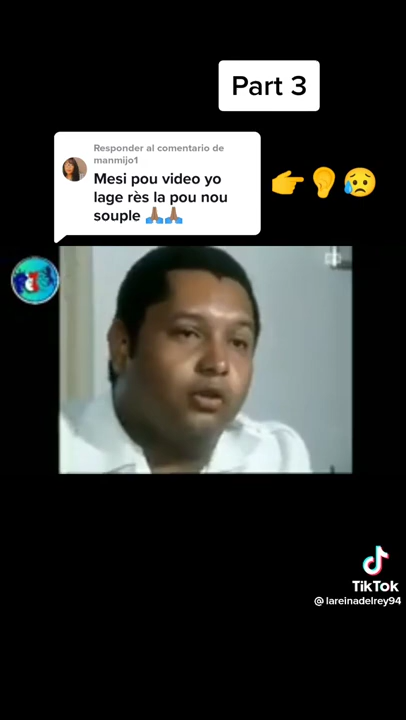 Part 3
Responder al comentario de
manmijo1
Mesi pou video yo
lage rès la pou nou
souple 🙏🏾🙏🏾
👉👂😥
TikTok
@lareinadelrey94